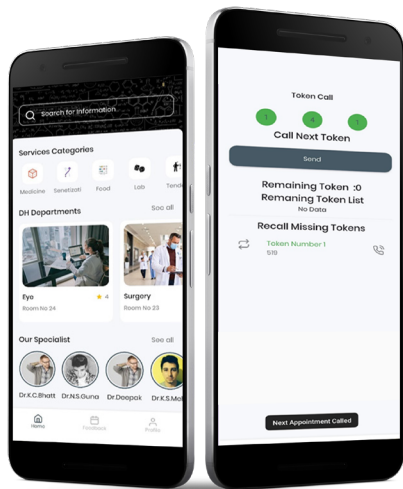 Search for Information
Services Categories
Medicine Senetizati Food Lab Tende
DH Departments
See all
Eye
4
Room No 24
Surgery
Room No 23
Our Specialist
See all
Dr.K.C.Bhatt Dr.N.S.Guna Dr.Deepak Dr.K.S.Mal
Home
Feedback
Profile
Token Call
1 4 1
Call Next Token
Send
Remaining Token :0
Remaning Token List
No Data
Recall Missing Tokens
Token Number 1
519
Next Appointment Called